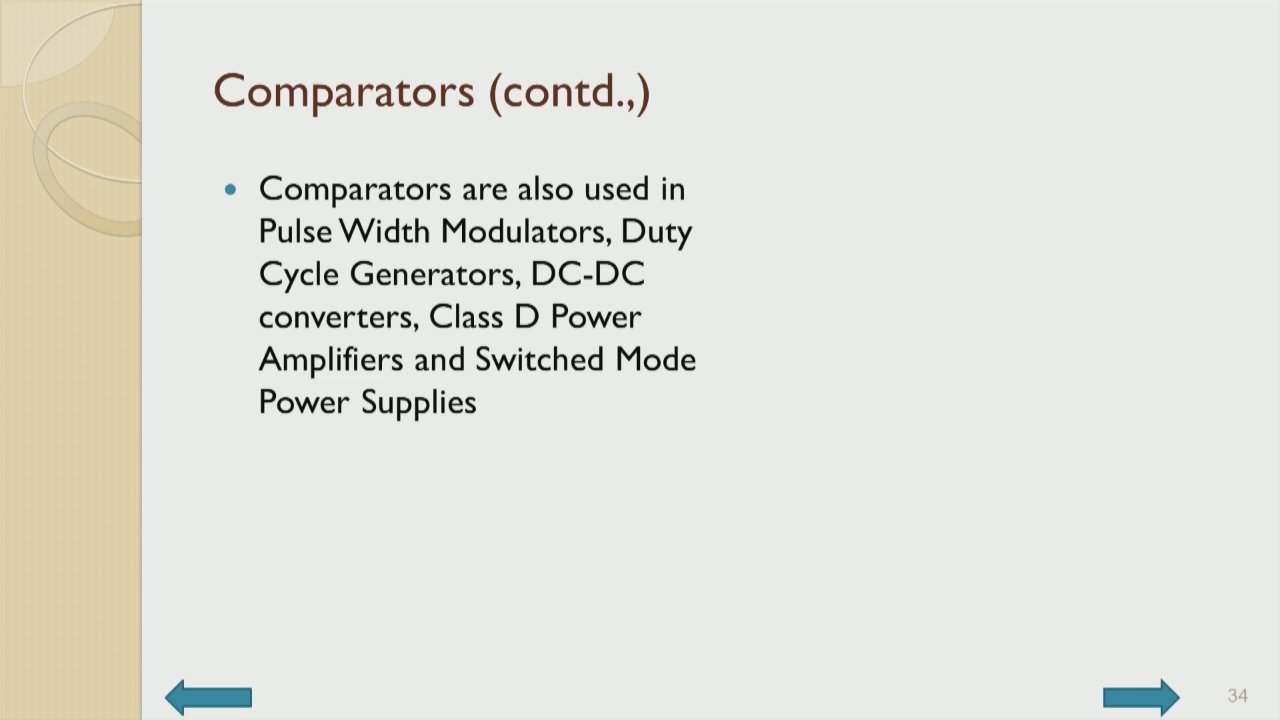 Comparators (contd.,)
• Comparators are also used in
Pulse Width Modulators, Duty
Cycle Generators, DC-DC
converters, Class D Power
Amplifiers and Switched Mode
Power Supplies
34